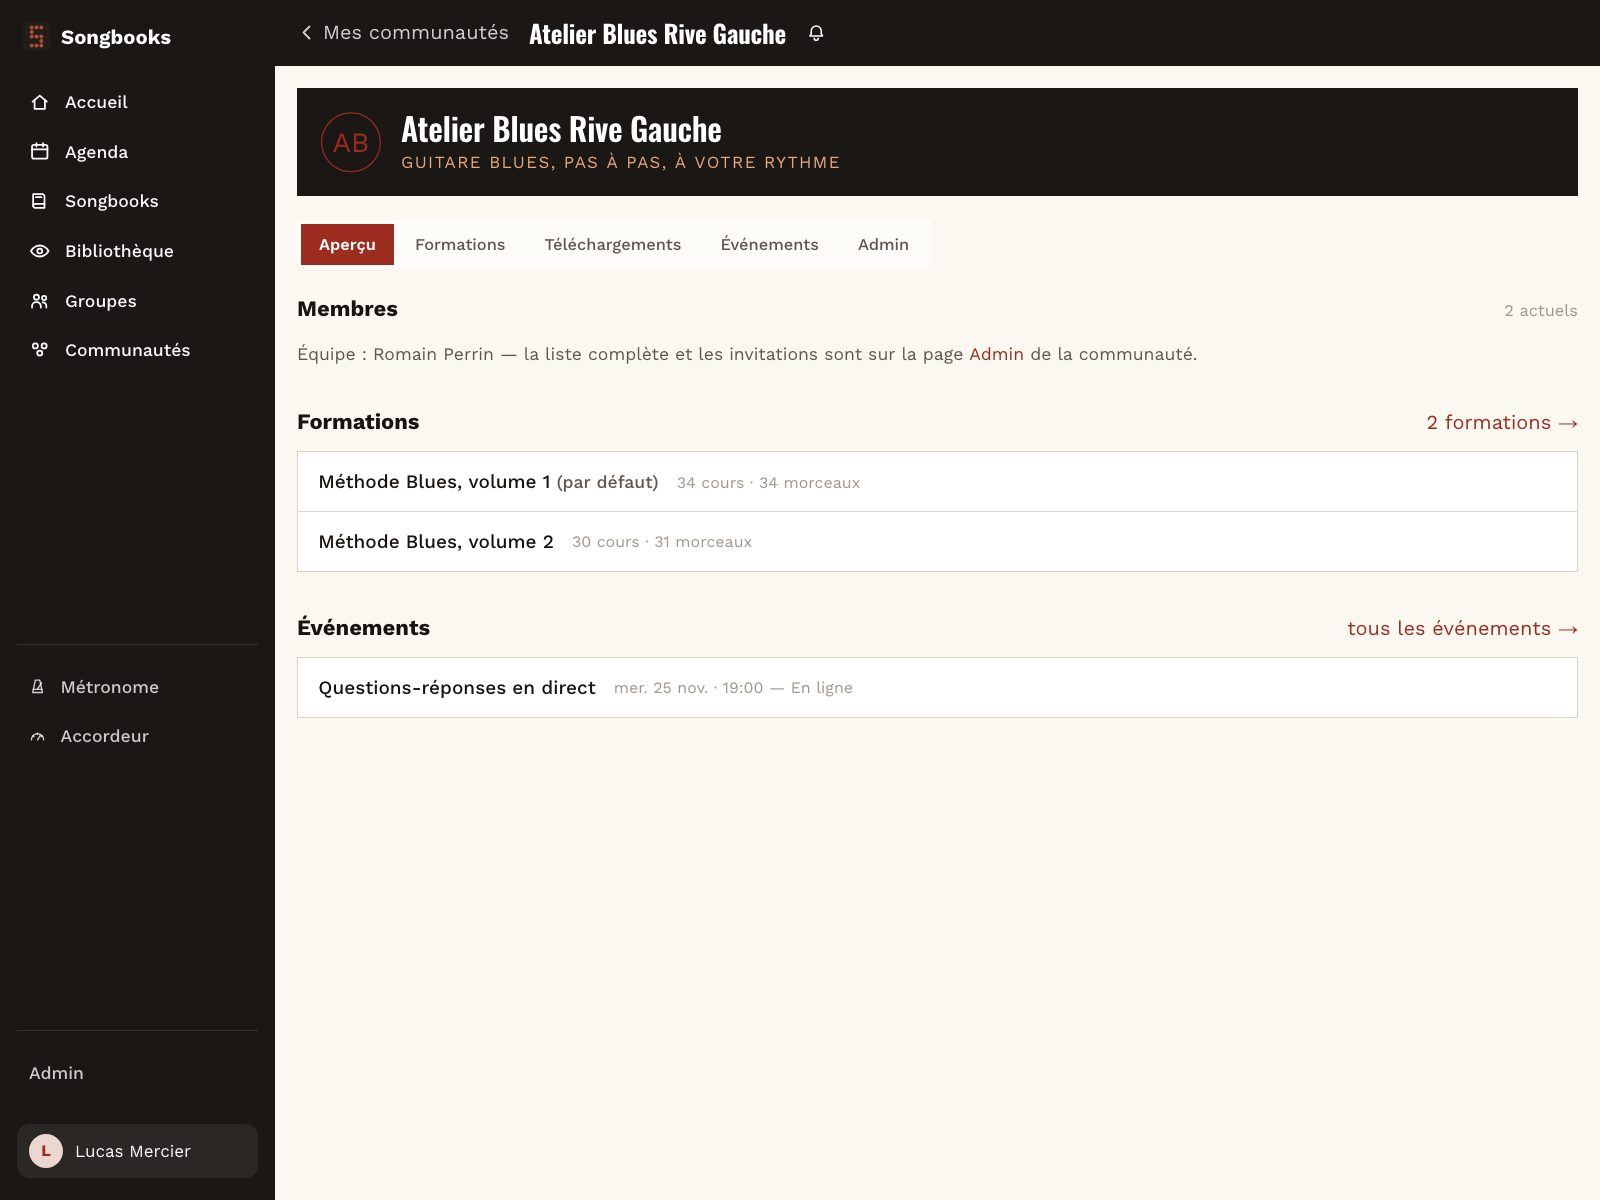 Songbooks
Mes communautés
Atelier Blues Rive Gauche
Accueil
Agenda
Songbooks
Bibliothèque
Groupes
Communautés
Métronome
Accordeur
Admin
L
Lucas Mercier
AB
Atelier Blues Rive Gauche
GUITARE BLUES, PAS À PAS, À VOTRE RYTHME
Aperçu
Formations
Téléchargements
Événements
Admin
Membres
2 actuels
Équipe : Romain Perrin — la liste complète et les invitations sont sur la page Admin de la communauté.
Formations
2 formations →
Méthode Blues, volume 1 (par défaut) 34 cours · 34 morceaux
Méthode Blues, volume 2 30 cours · 31 morceaux
Événements
tous les événements →
Questions-réponses en direct mer. 25 nov. · 19:00 — En ligne